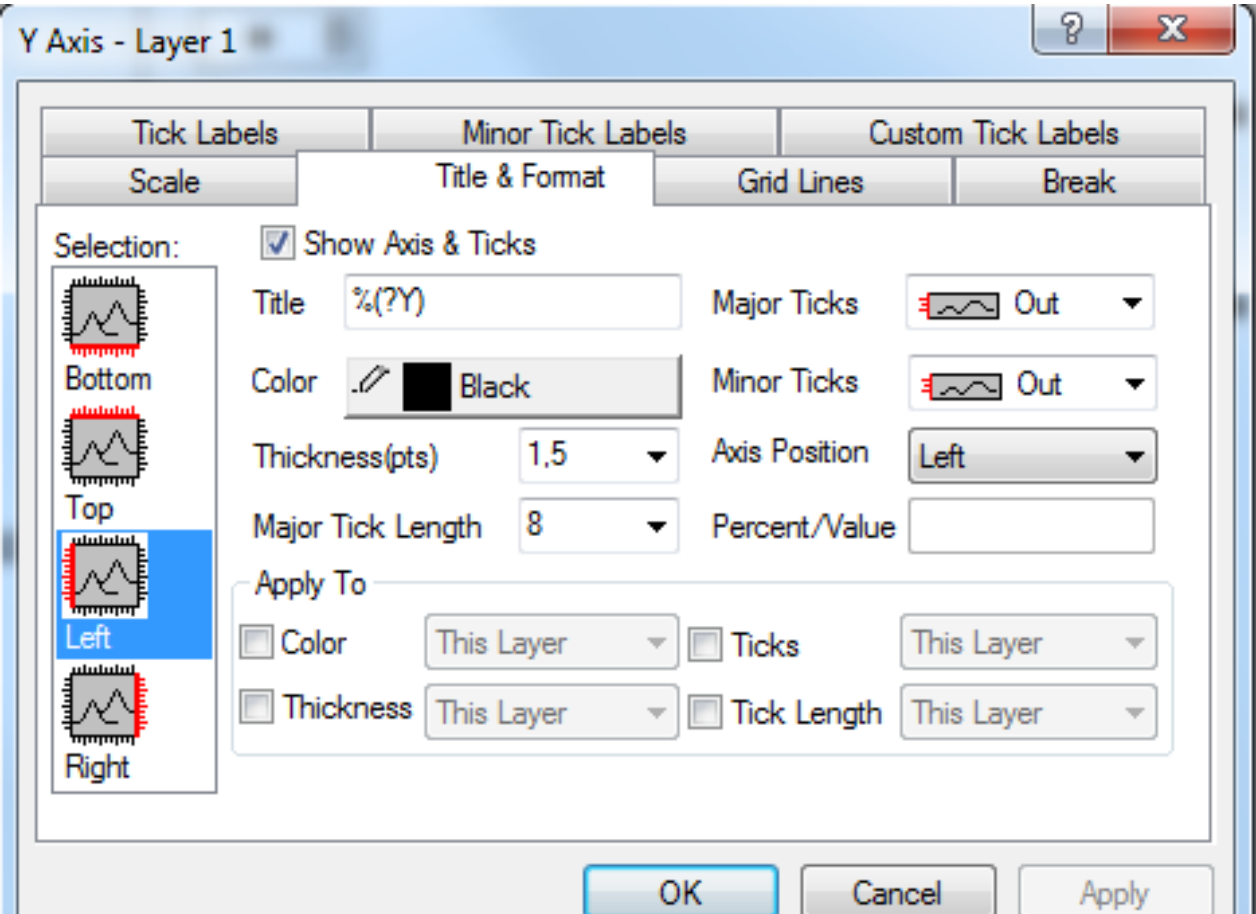 Y Axis - Layer 1
Tick Labels Minor Tick Labels Custom Tick Labels
Scale Title & Format Grid Lines Break
Selection:
Show Axis & Ticks
Title %(?Y) Major Ticks Out
Bottom
Color Black Minor Ticks Out
Thickness(pts) 1,5 Axis Position Left
Top
Major Tick Length 8 Percent/Value
Apply To
Left
Color This Layer Ticks This Layer
Thickness This Layer Tick Length This Layer
Right
OK Cancel Apply